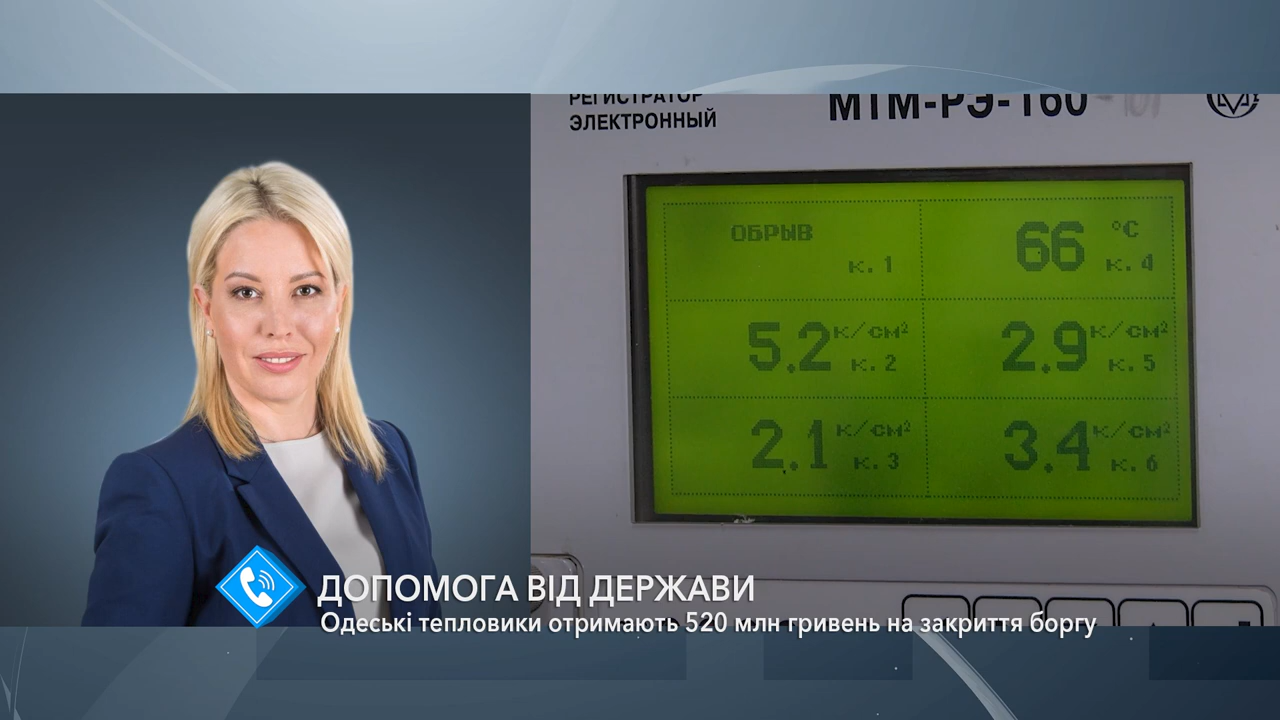 РЕГИСТРАТОР
ЭЛЕКТРОННЫЙ
МТМ-РЭ-160
ОБРЫВ
к. 1
66 °C
к. 4
5.2 к/см²
к. 2
2.9 к/см²
к. 5
2.1 к/см²
к. 3
3.4 к/см²
к. 6
ДОПОМОГА ВІД ДЕРЖАВИ
Одеські тепловики отримають 520 млн гривень на закриття боргу